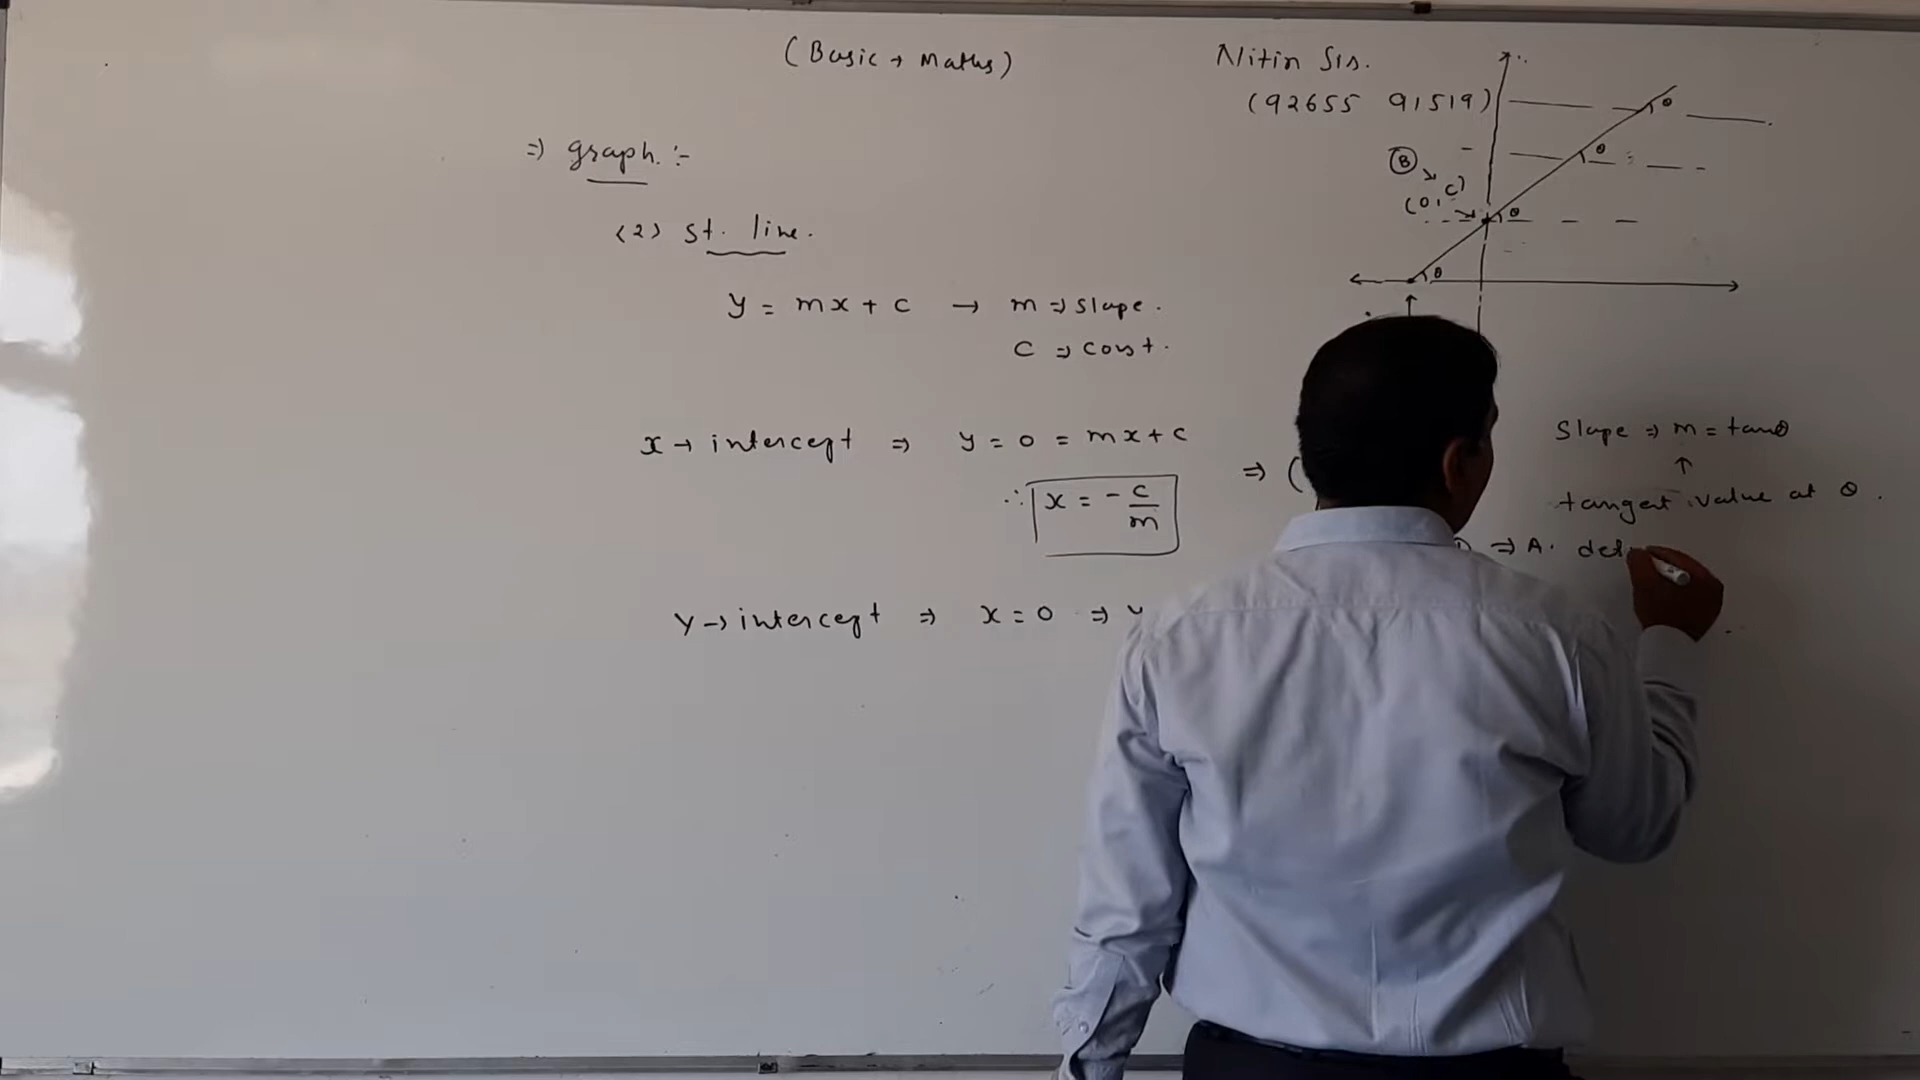 (Basic → Maths)
Nitin Sir.
(92655 91519)
⇒ graph :-
(2) St. line.
y = mx + c → m ⇒ slope.
c ⇒ const.
x → intercept ⇒ y = 0 = mx + c
∴ x = - c/m
⇒ (
Y → intercept ⇒ x = 0 ⇒ y
B
(0, c)
θ
θ
θ
θ
Slope ⇒ m = tanθ
↑
tangent value at θ.
⇒ A.